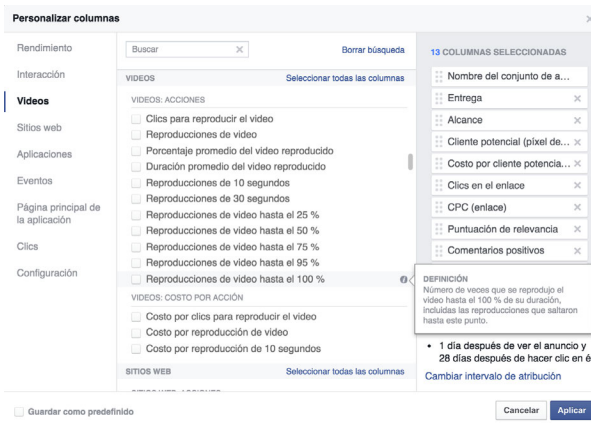 Personalizar columnas
Rendimiento
Interacción
Videos
Sitios web
Aplicaciones
Eventos
Página principal de
la aplicación
Clics
Configuración
Buscar
Borrar búsqueda
VIDEOS Seleccionar todas las columnas
VIDEOS: ACCIONES
Clics para reproducir el video
Reproducciones de video
Porcentaje promedio del video reproducido
Duración promedio del video reproducido
Reproducciones de 10 segundos
Reproducciones de 30 segundos
Reproducciones de video hasta el 25 %
Reproducciones de video hasta el 50 %
Reproducciones de video hasta el 75 %
Reproducciones de video hasta el 95 %
Reproducciones de video hasta el 100 %
VIDEOS: COSTO POR ACCIÓN
Costo por clics para reproducir el video
Costo por reproducción de video
Costo por reproducción de 10 segundos
SITIOS WEB Seleccionar todas las columnas
13 COLUMNAS SELECCIONADAS
Nombre del conjunto de a...
Entrega
Alcance
Cliente potencial (píxel de...
Costo por cliente potencia...
Clics en el enlace
CPC (enlace)
Puntuación de relevancia
Comentarios positivos
DEFINICIÓN
Número de veces que se reprodujo el
video hasta el 100 % de su duración,
incluidas las reproducciones que saltaron
hasta este punto.
• 1 día después de ver el anuncio y
28 días después de hacer clic en é
Cambiar intervalo de atribución
Guardar como predefinido
Cancelar
Aplicar